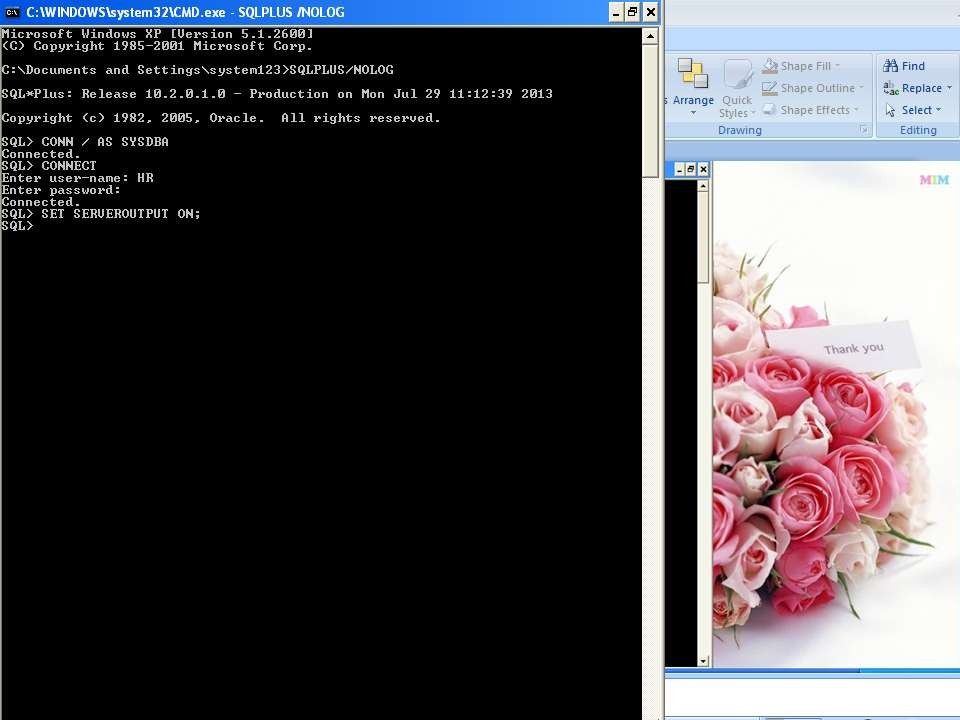 C:\WINDOWS\system32\CMD.exe - SQLPLUS /NOLOG
Microsoft Windows XP [Version 5.1.2600]
(C) Copyright 1985-2001 Microsoft Corp.
C:\Documents and Settings\system123>SQLPLUS/NOLOG
SQL*Plus: Release 10.2.0.1.0 - Production on Mon Jul 29 11:12:39 2013
Copyright (c) 1982, 2005, Oracle.  All rights reserved.
SQL> CONN / AS SYSDBA
Connected.
SQL> CONNECT
Enter user-name: HR
Enter password:
Connected.
SQL> SET SERVEROUTPUT ON;
SQL>
Arrange
Quick
Styles
Shape Fill
Shape Outline
Shape Effects
Drawing
Find
Replace
Select
Editing
MIM
Thank you